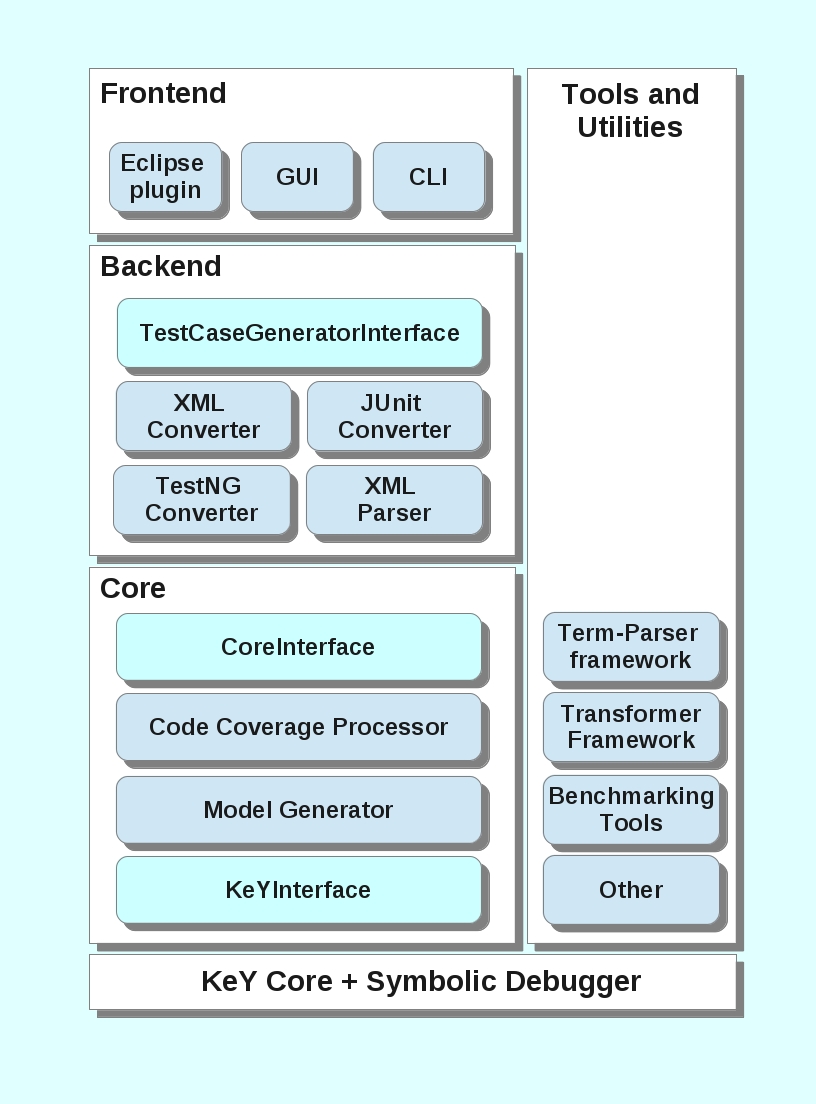 Frontend
Eclipse
plugin
GUI
CLI
Backend
TestCaseGeneratorInterface
XML
Converter
JUnit
Converter
TestNG
Converter
XML
Parser
Core
CoreInterface
Code Coverage Processor
Model Generator
KeYInterface
Tools and
Utilities
Term-Parser
framework
Transformer
Framework
Benchmarking
Tools
Other
KeY Core + Symbolic Debugger